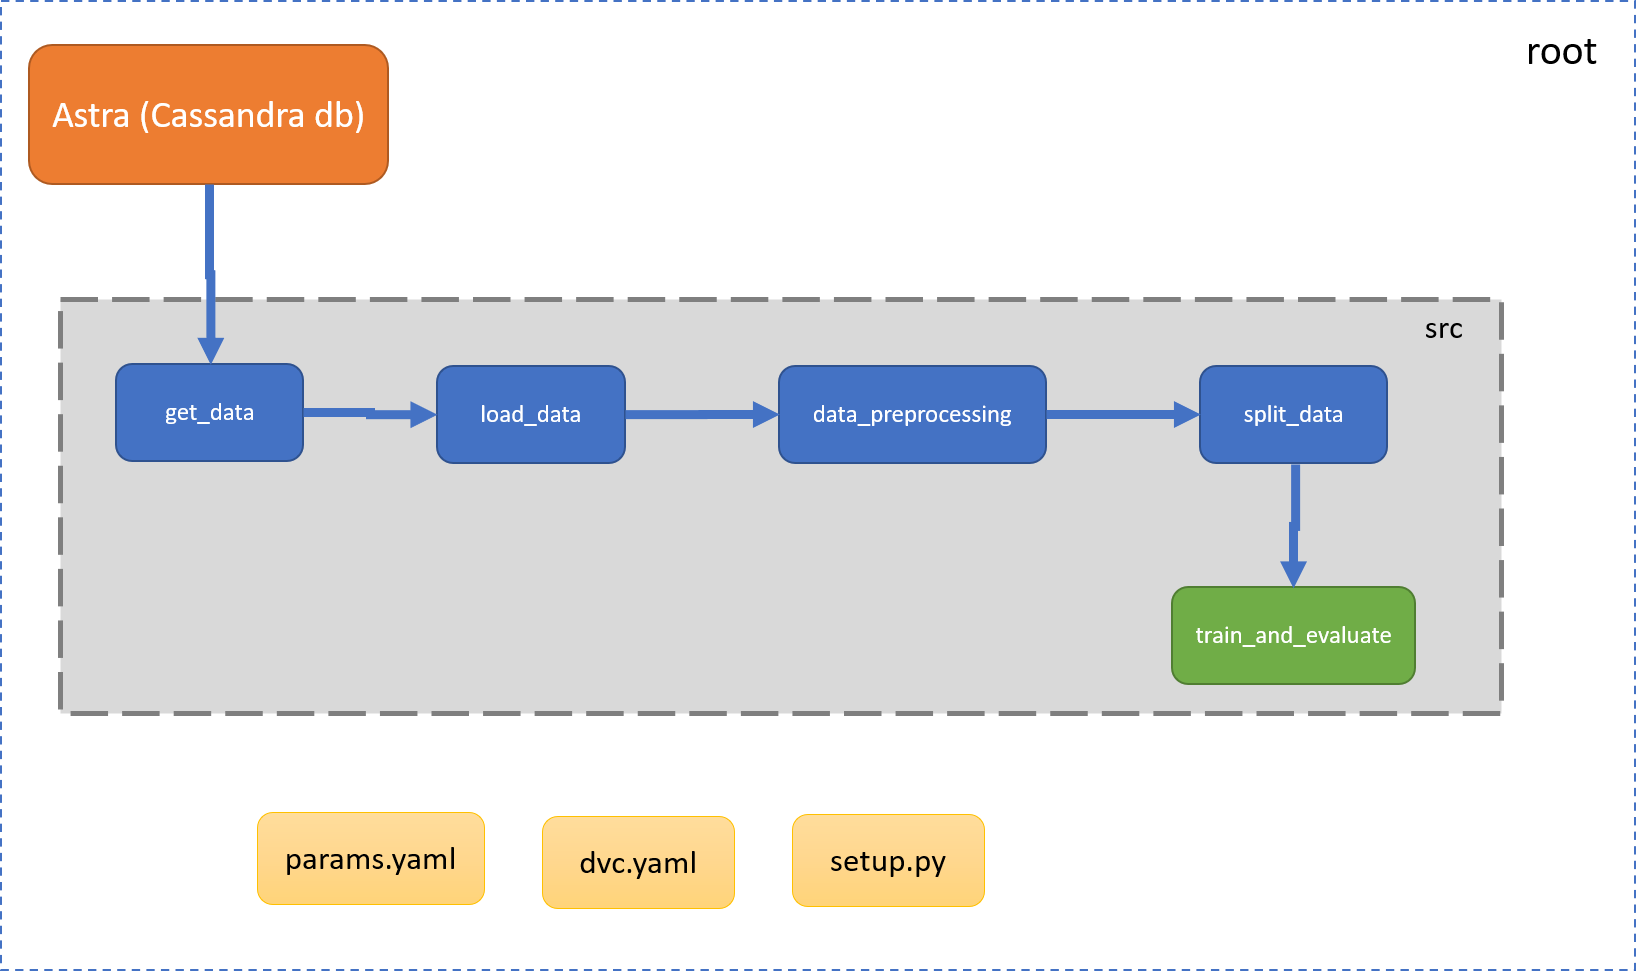 root
Astra (Cassandra db)
src
get_data
load_data
data_preprocessing
split_data
train_and_evaluate
params.yaml
dvc.yaml
setup.py